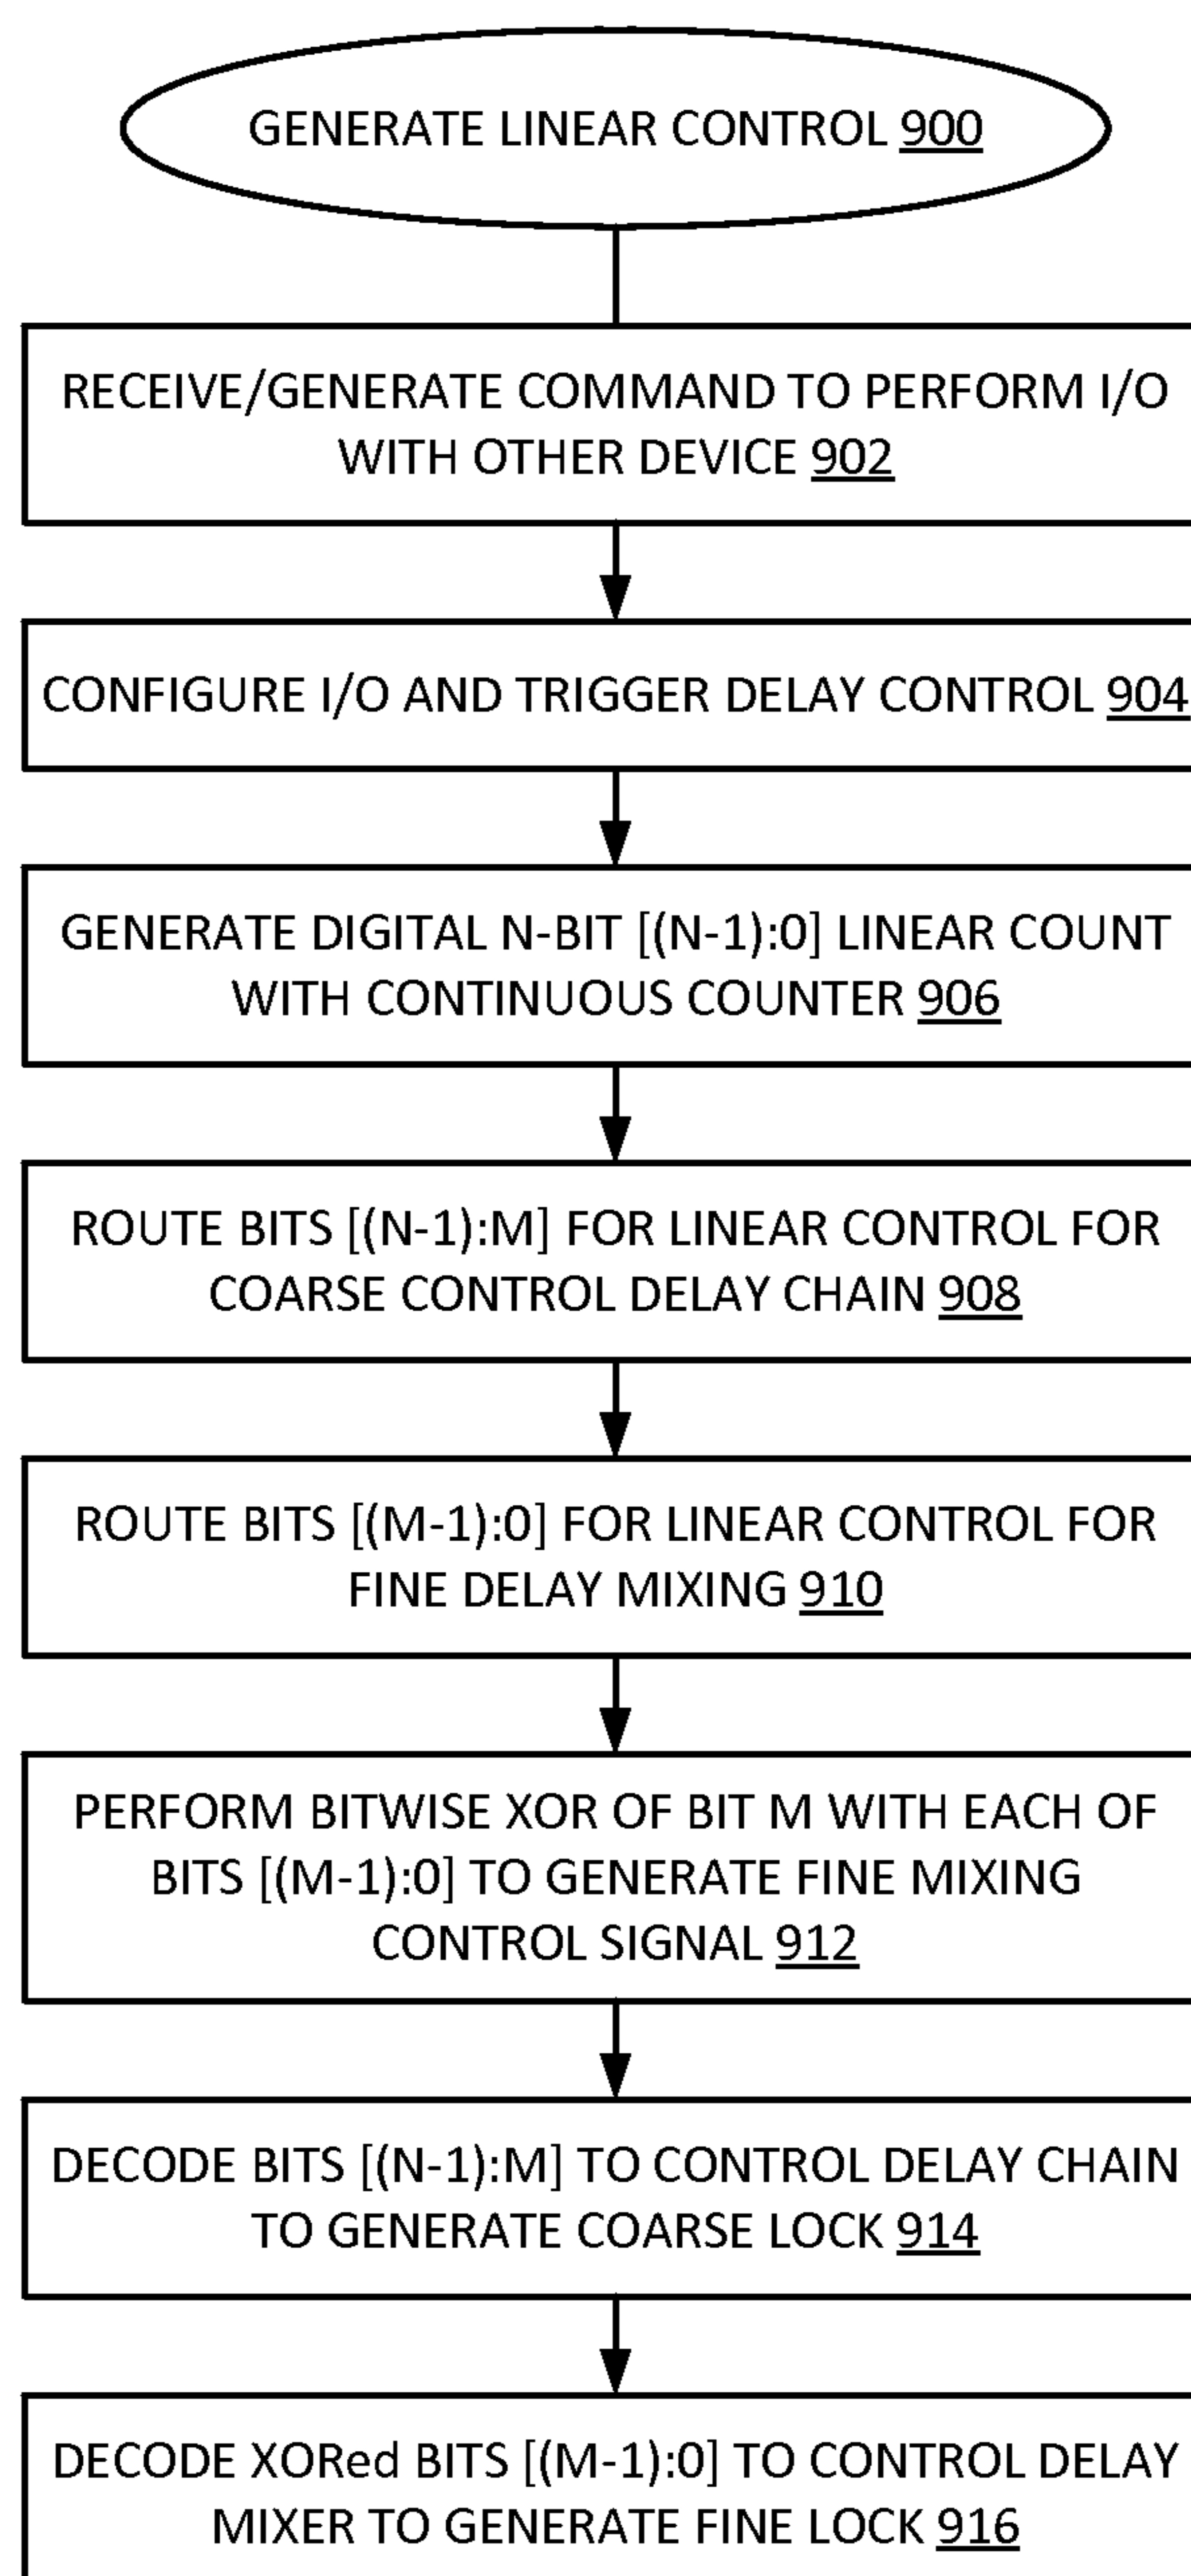 GENERATE LINEAR CONTROL 900
RECEIVE/GENERATE COMMAND TO PERFORM I/O
WITH OTHER DEVICE 902
CONFIGURE I/O AND TRIGGER DELAY CONTROL 904
GENERATE DIGITAL N-BIT [(N-1):0] LINEAR COUNT
WITH CONTINUOUS COUNTER 906
ROUTE BITS [(N-1):M] FOR LINEAR CONTROL FOR
COARSE CONTROL DELAY CHAIN 908
ROUTE BITS [(M-1):0] FOR LINEAR CONTROL FOR
FINE DELAY MIXING 910
PERFORM BITWISE XOR OF BIT M WITH EACH OF
BITS [(M-1):0] TO GENERATE FINE MIXING
CONTROL SIGNAL 912
DECODE BITS [(N-1):M] TO CONTROL DELAY CHAIN
TO GENERATE COARSE LOCK 914
DECODE XORed BITS [(M-1):0] TO CONTROL DELAY
MIXER TO GENERATE FINE LOCK 916